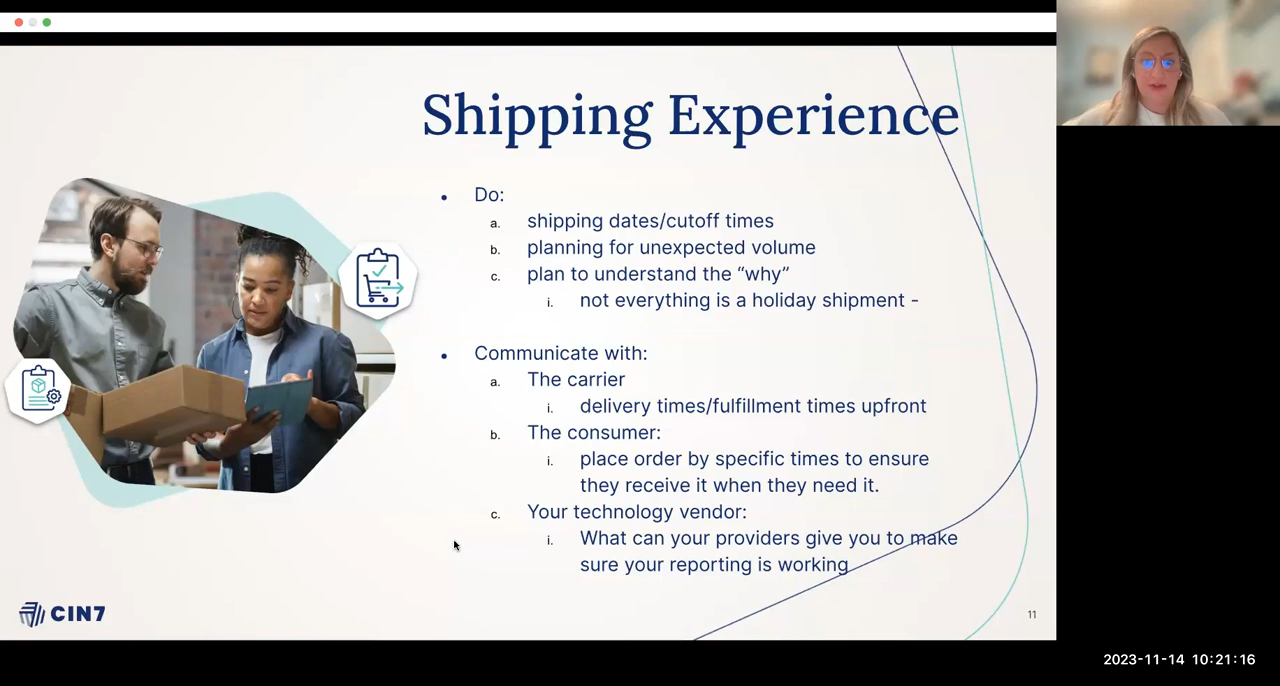 Shipping Experience
• Do:
a. shipping dates/cutoff times
b. planning for unexpected volume
c. plan to understand the “why”
i. not everything is a holiday shipment -
• Communicate with:
a. The carrier
i. delivery times/fulfillment times upfront
b. The consumer:
i. place order by specific times to ensure
they receive it when they need it.
c. Your technology vendor:
i. What can your providers give you to make
sure your reporting is working
CIN7
11
2023-11-14 10:21:16